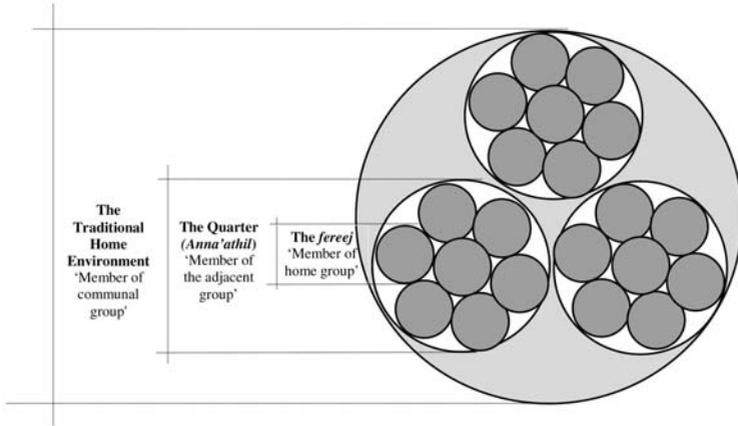 The
Traditional
Home
Environment
‘Member of
communal
group’
The Quarter
(Anna’athil)
‘Member of
the adjacent
group’
The fereej
‘Member of
home group’